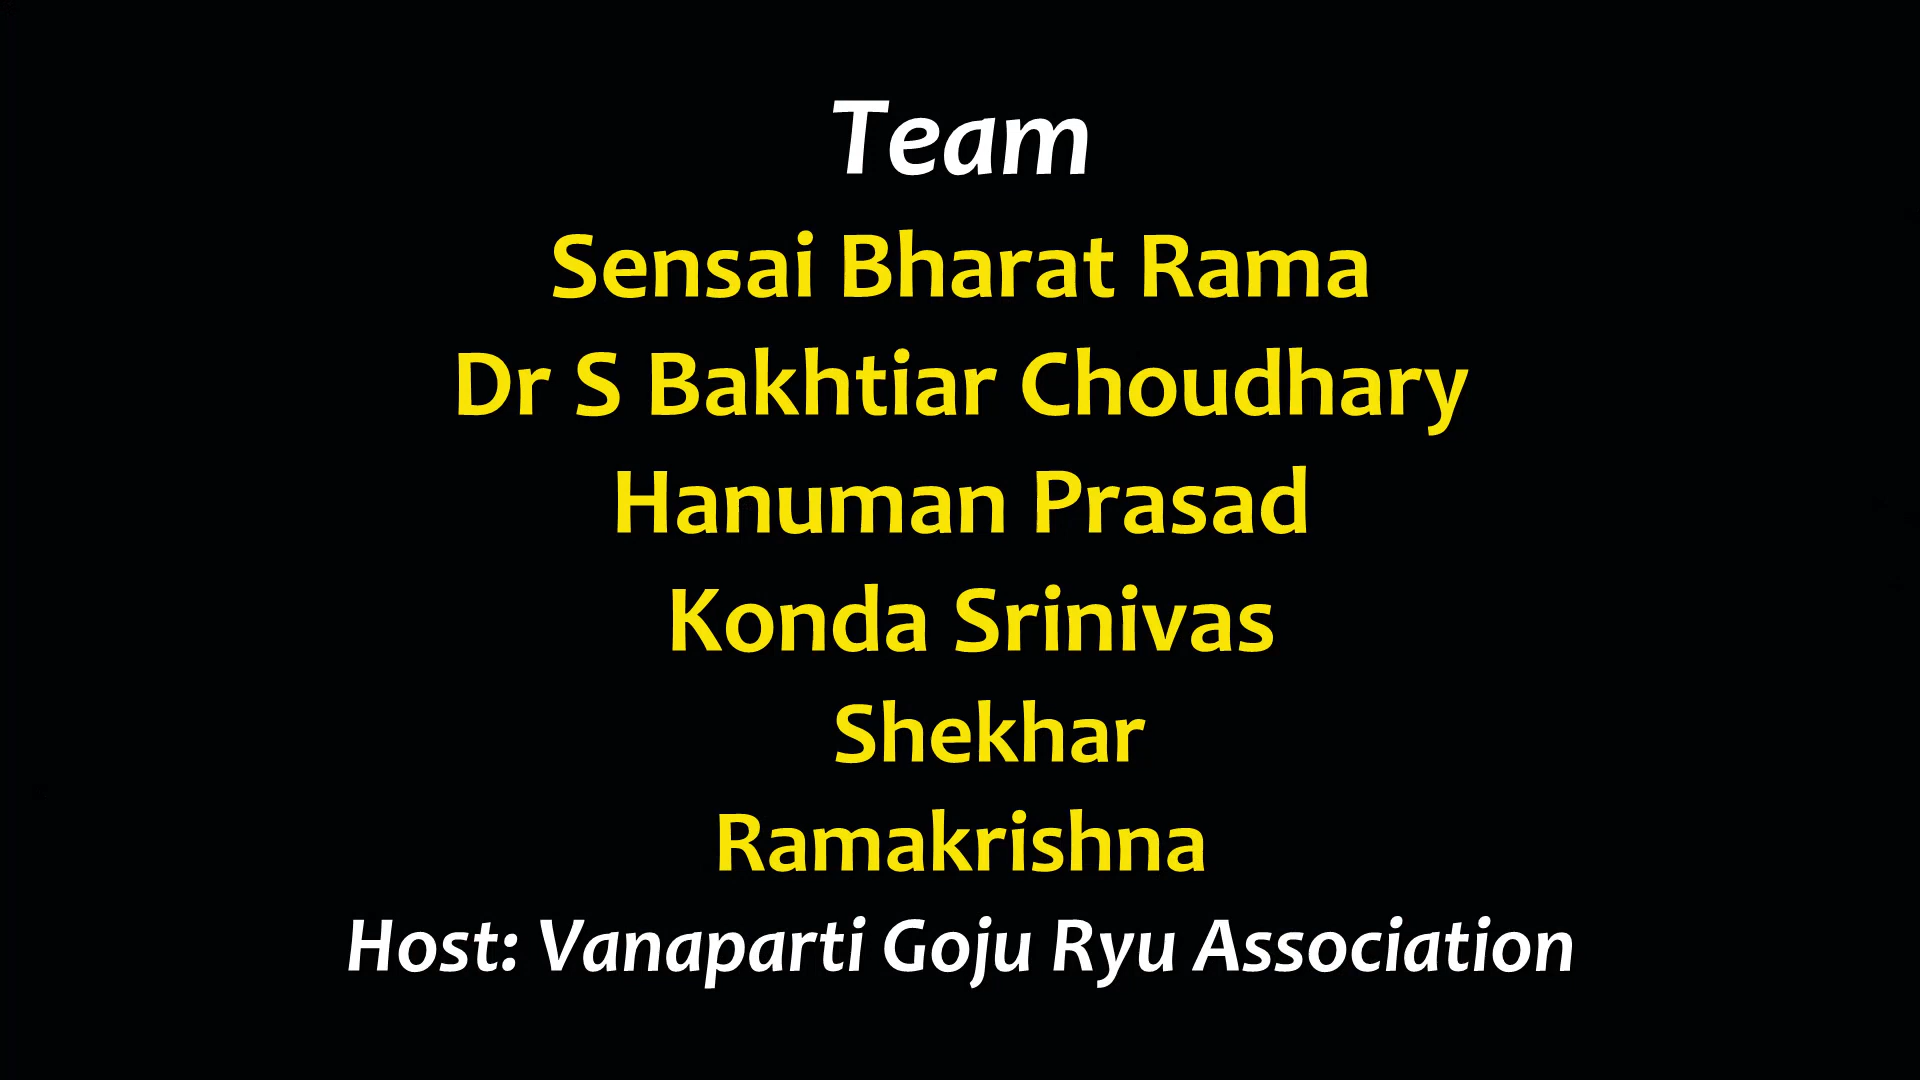 Team
Sensai Bharat Rama
Dr S Bakhtiar Choudhary
Hanuman Prasad
Konda Srinivas
Shekhar
Ramakrishna
Host: Vanaparti Goju Ryu Association